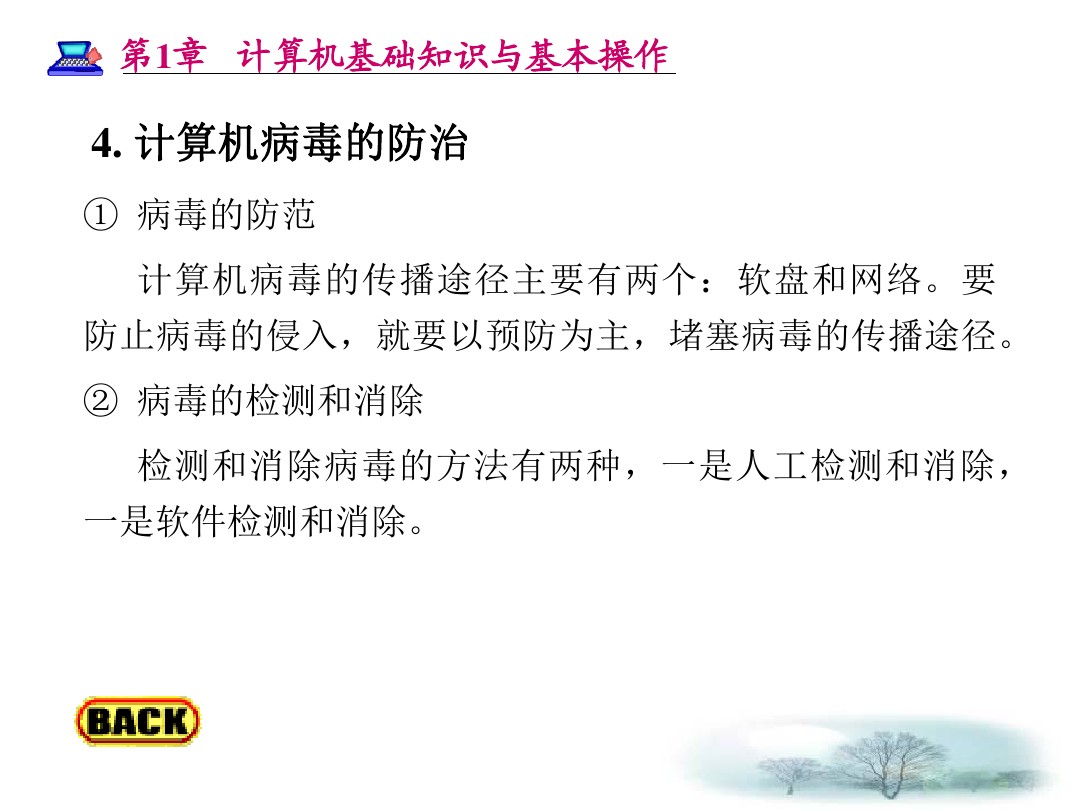 第1章 计算机基础知识与基本操作
4. 计算机病毒的防治
① 病毒的防范
计算机病毒的传播途径主要有两个：软盘和网络。要
防止病毒的侵入，就要以预防为主，堵塞病毒的传播途径。
② 病毒的检测和消除
检测和消除病毒的方法有两种，一是人工检测和消除，
一是软件检测和消除。
BACK